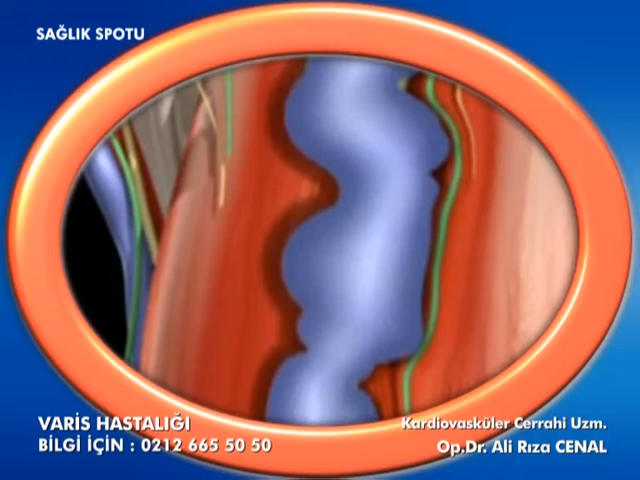 SAĞLIK SPOTU
VARİS HASTALIĞI
BİLGİ İÇİN : 0212 665 50 50
Kardiovasküler Cerrahi Uzm.
Op.Dr. Ali Rıza CENAL